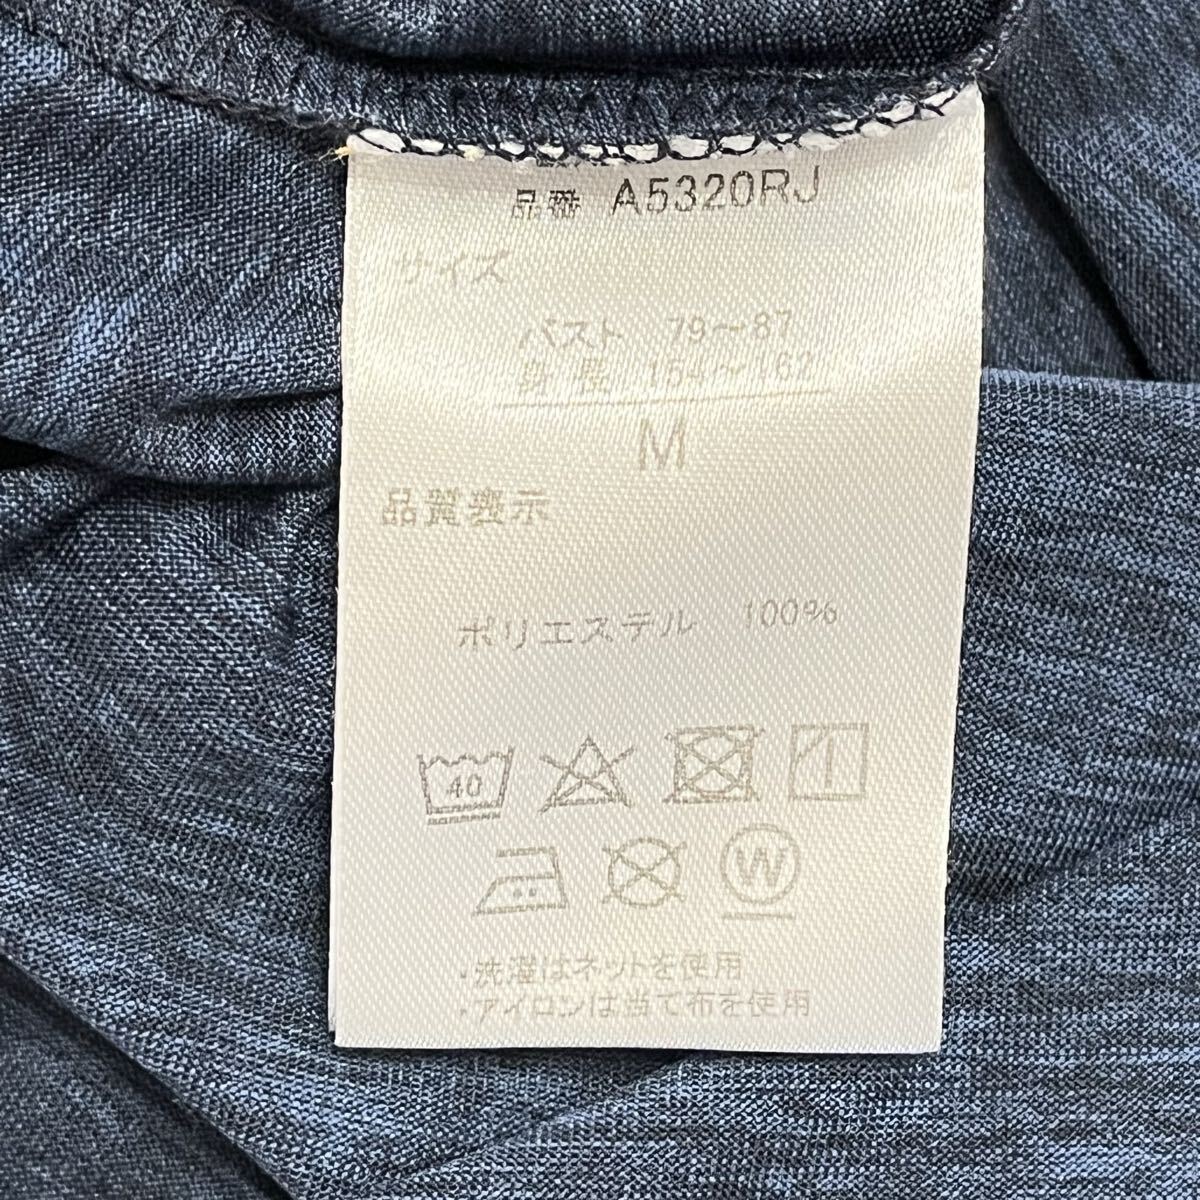 品番 A5320RJ
サイズ
バスト 79～87
身長 154～162
M
品質表示
ポリエステル 100%
40
W
・洗濯はネットを使用
・アイロンは当て布を使用